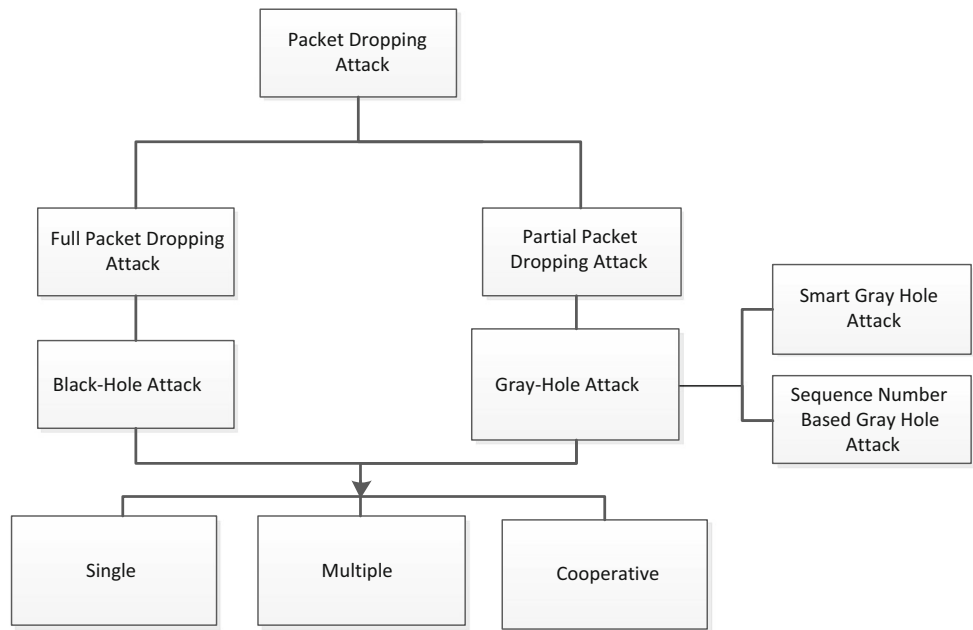 Packet Dropping
Attack
Full Packet Dropping
Attack
Partial Packet
Dropping Attack
Smart Gray Hole
Attack
Black-Hole Attack
Gray-Hole Attack
Sequence Number
Based Gray Hole
Attack
Single
Multiple
Cooperative